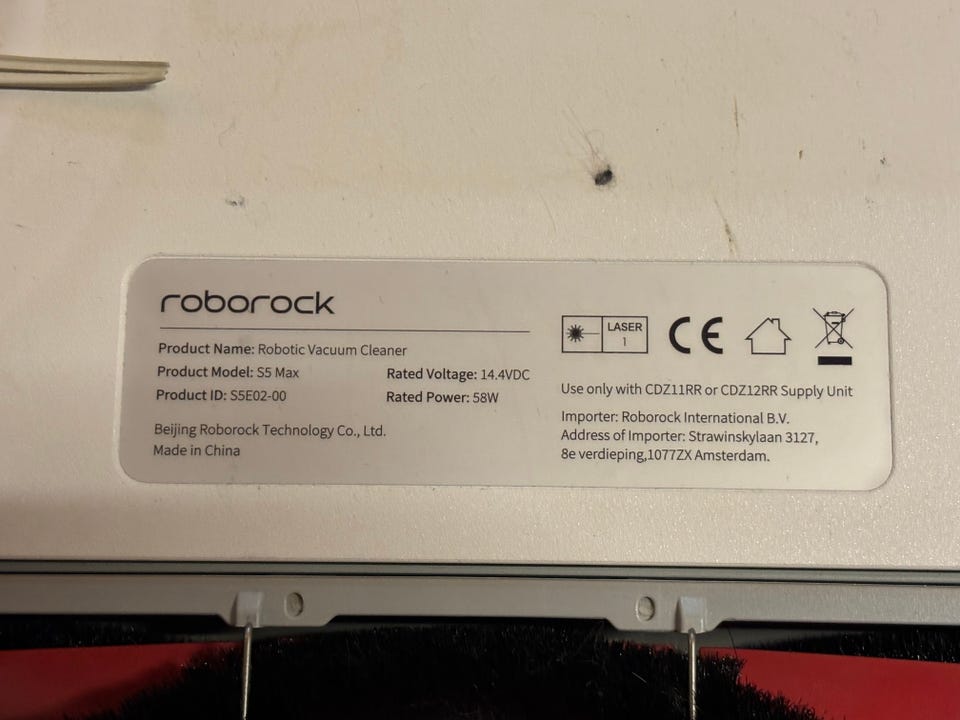 roborock
Product Name: Robotic Vacuum Cleaner
Product Model: S5 Max
Rated Voltage: 14.4VDC
Product ID: S5E02-00
Rated Power: 58W
Beijing Roborock Technology Co., Ltd.
Made in China
LASER
1
CE
Use only with CDZ11RR or CDZ12RR Supply Unit
Importer: Roborock International B.V.
Address of Importer: Strawinskylaan 3127,
8e verdieping,1077ZX Amsterdam.